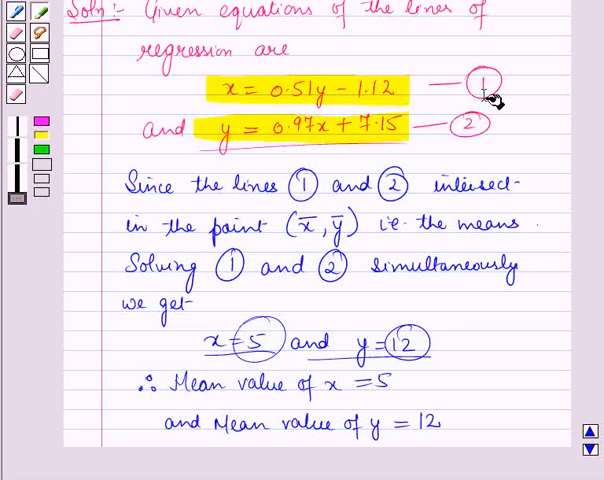 Soln:- Given equations of the lines of
regression are
x = 0.51y - 1.12 — 1
and y = 0.97x + 7.15 — 2
Since the lines 1 and 2 intersect
in the point (x̅, y̅) i.e. the means.
Solving 1 and 2 simultaneously
we get
x = 5 and y = 12
∴ Mean value of x = 5
and Mean value of y = 12